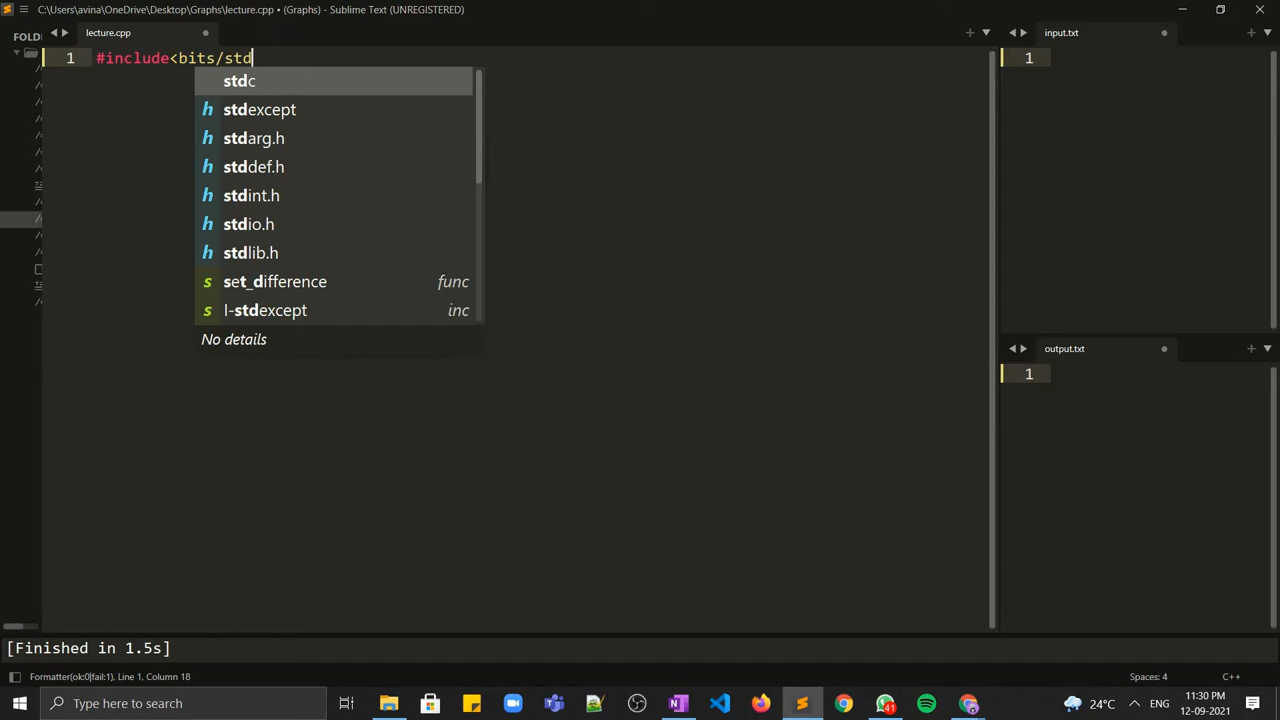 C:\Users\avina\OneDrive\Desktop\Graphs\lecture.cpp • (Graphs) - Sublime Text (UNREGISTERED)
FOLD
lecture.cpp
input.txt
1 #include<bits/std
1
stdc
h stdexcept
h stdarg.h
h stddef.h
h stdint.h
h stdio.h
h stdlib.h
s set_difference func
s I-stdexcept inc
No details
output.txt
1
[Finished in 1.5s]
Formatter(ok:0|fail:1), Line 1, Column 18
Spaces: 4
C++
Type here to search
41
24°C
ENG
11:30 PM
12-09-2021